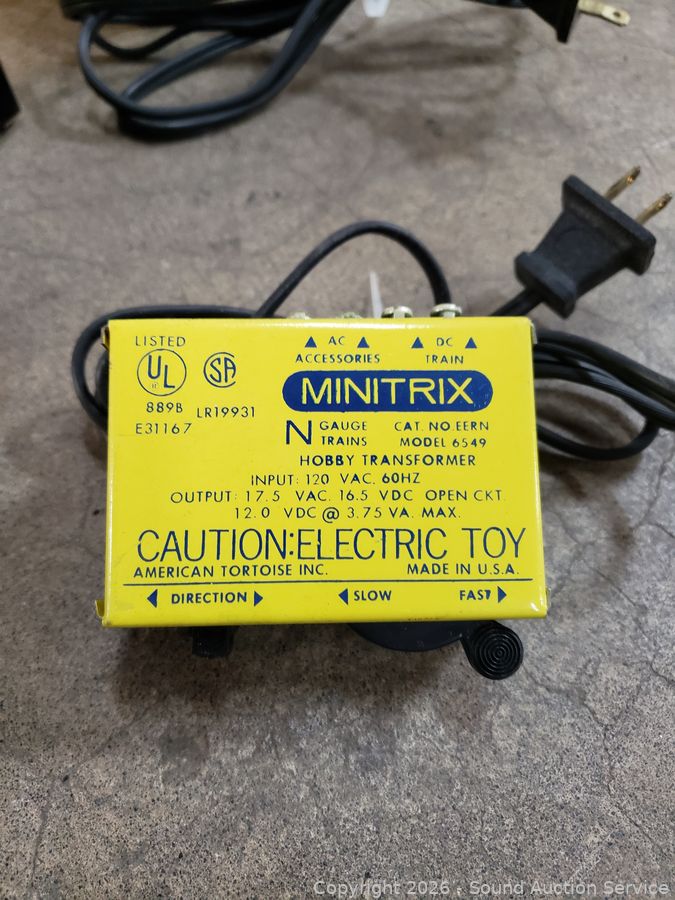 LISTED
UL
SA
889B
LR19931
E31167
▲ AC ▲
ACCESSORIES
▲ DC ▲
TRAIN
MINITRIX
N GAUGE TRAINS
CAT. NO. EERN
MODEL 6549
HOBBY TRANSFORMER
INPUT: 120 VAC. 60HZ
OUTPUT: 17.5 VAC. 16.5 VDC OPEN CKT.
12.0 VDC @ 3.75 VA. MAX.
CAUTION: ELECTRIC TOY
AMERICAN TORTOISE INC. MADE IN U.S.A.
◀ DIRECTION ▶ ◀ SLOW FAST ▶
Copyright 2026 - Sound Auction Service